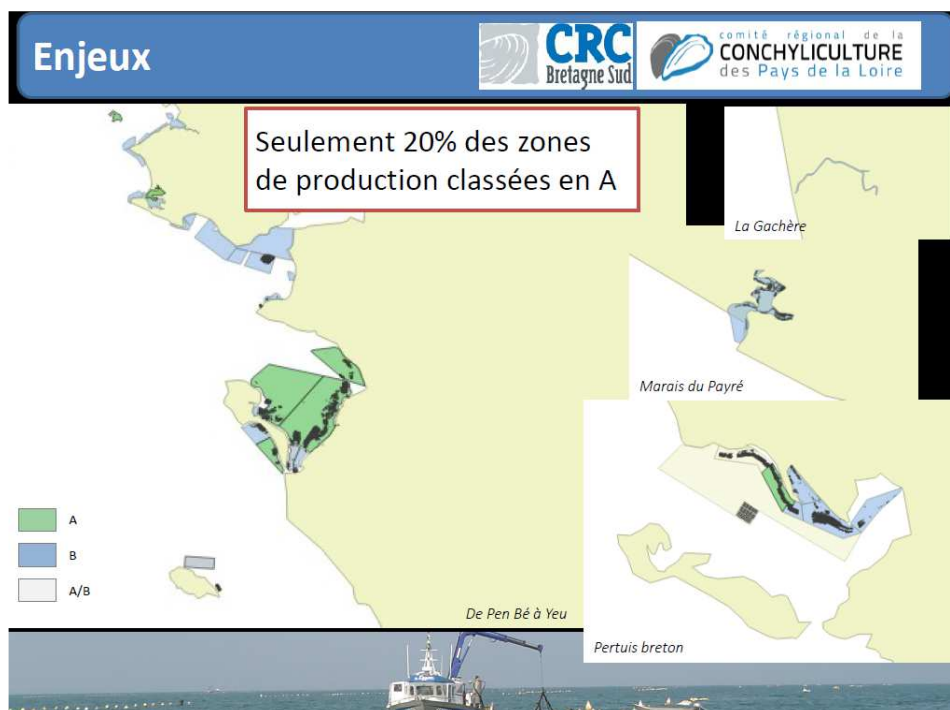 Enjeux
CRC
Bretagne Sud
comité régional de la
CONCHYLICULTURE
des Pays de la Loire
Seulement 20% des zones
de production classées en A
La Gachère
Marais du Payré
A
B
A/B
De Pen Bé à Yeu
Pertuis breton